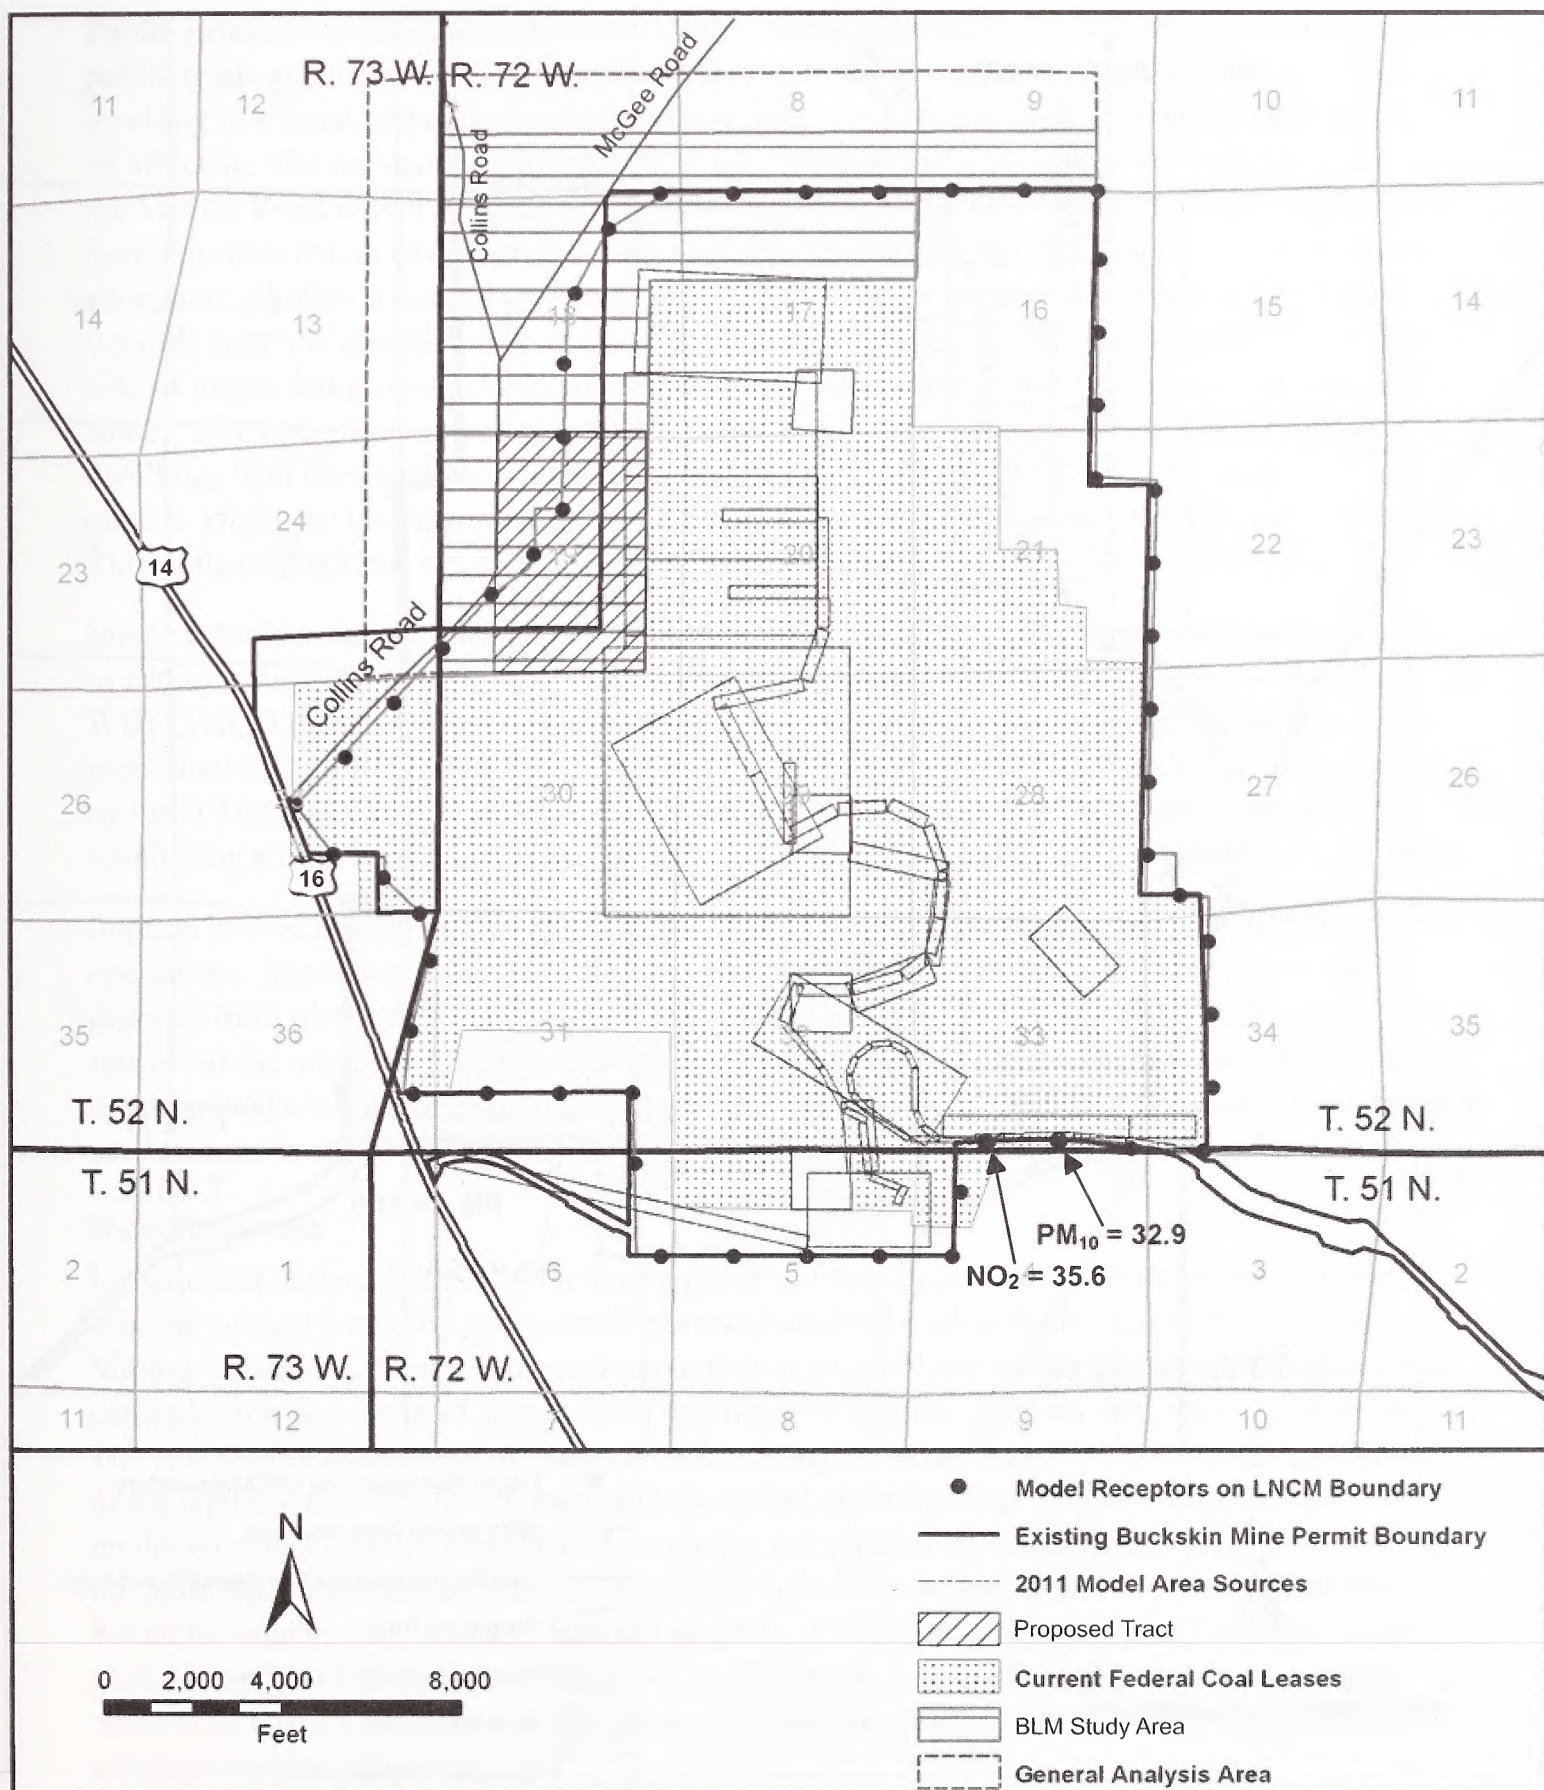 R. 73 W. R. 72 W.
McGee Road
11 12 8 9 10 11
Collins Road
14 13 18 17 16 15 14
24 19 20 21 22 23
23
14
Collins Road
26 30 29 28 27 26
16
35 36 31 32 33 34 35
T. 52 N. T. 52 N.
T. 51 N. T. 51 N.
PM10 = 32.9
NO2 = 35.6
2 1 6 5 4 3 2
R. 73 W. R. 72 W.
11 12 7 8 9 10 11
N
0 2,000 4,000 8,000
Feet
Model Receptors on LNCM Boundary
Existing Buckskin Mine Permit Boundary
2011 Model Area Sources
Proposed Tract
Current Federal Coal Leases
BLM Study Area
General Analysis Area